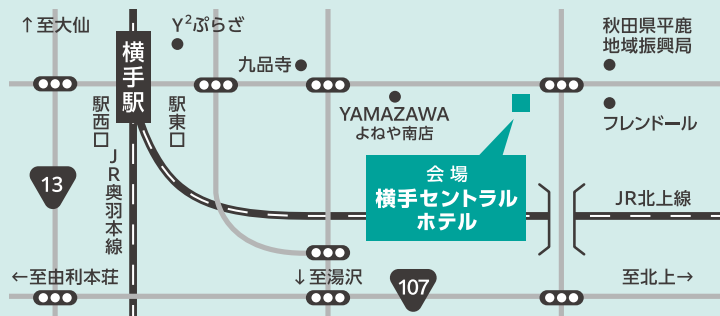 ↑至大仙
Y²ぷらざ
秋田県平鹿
地域振興局
九品寺
横手駅
駅西口
駅東口
YAMAZAWA
よねや南店
フレンドール
JR奥羽本線
13
会場
横手セントラル
ホテル
JR北上線
←至由利本荘
↓至湯沢
107
至北上→